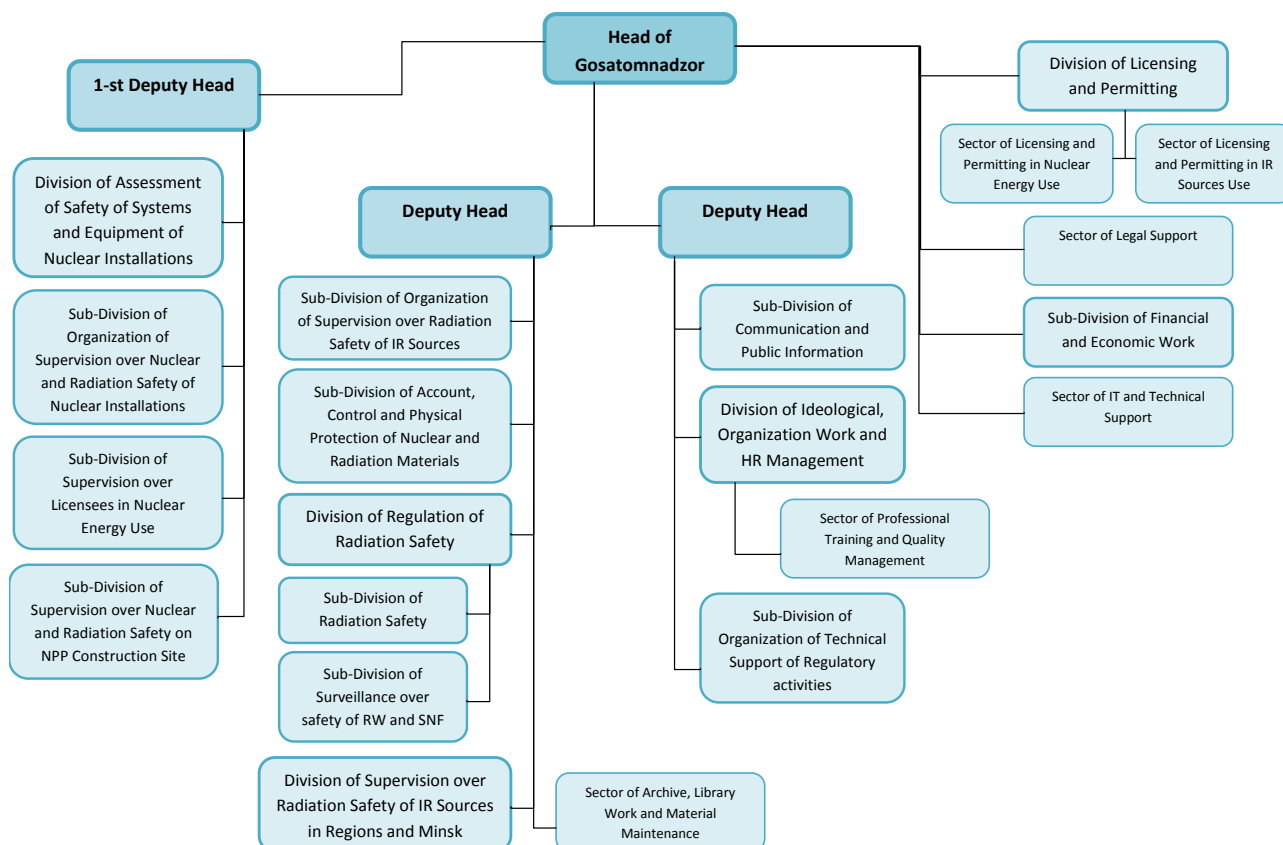 Head of
Gosatomnadzor
1-st Deputy Head
Division of Assessment
of Safety of Systems
and Equipment of
Nuclear Installations
Sub-Division of
Organization of
Supervision over Nuclear
and Radiation Safety of
Nuclear Installations
Sub-Division of
Supervision over
Licensees in Nuclear
Energy Use
Sub-Division of
Supervision over Nuclear
and Radiation Safety on
NPP Construction Site
Deputy Head
Sub-Division of Organization
of Supervision over Radiation
Safety of IR Sources
Sub-Division of Account,
Control and Physical
Protection of Nuclear and
Radiation Materials
Division of Regulation of
Radiation Safety
Sub-Division of
Radiation Safety
Sub-Division of
Surveillance over
safety of RW and SNF
Division of Supervision over
Radiation Safety of IR Sources
in Regions and Minsk
Sector of Archive, Library
Work and Material
Maintenance
Deputy Head
Sub-Division of
Communication and
Public Information
Division of Ideological,
Organization Work and
HR Management
Sector of Professional
Training and Quality
Management
Sub-Division of
Organization of Technical
Support of Regulatory
activities
Division of Licensing
and Permitting
Sector of Licensing and
Permitting in Nuclear
Energy Use
Sector of Licensing
and Permitting in IR
Sources Use
Sector of Legal Support
Sub-Division of Financial
and Economic Work
Sector of IT and Technical
Support